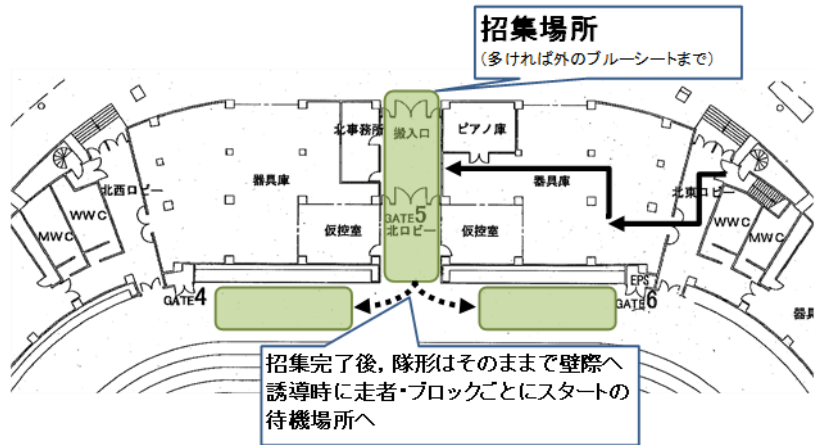 招集場所
(多ければ外のブルーシートまで)
北事務所
搬入口
ピアノ庫
北西ロビー
器具庫
器具庫
北東ロビー
WWC
MWC
仮控室
GATE5
北ロビー
仮控室
WWC
MWC
GATE4
EPS
GATE6
器具
招集完了後，隊形はそのままで壁際へ
誘導時に走者・ブロックごとにスタートの
待機場所へ